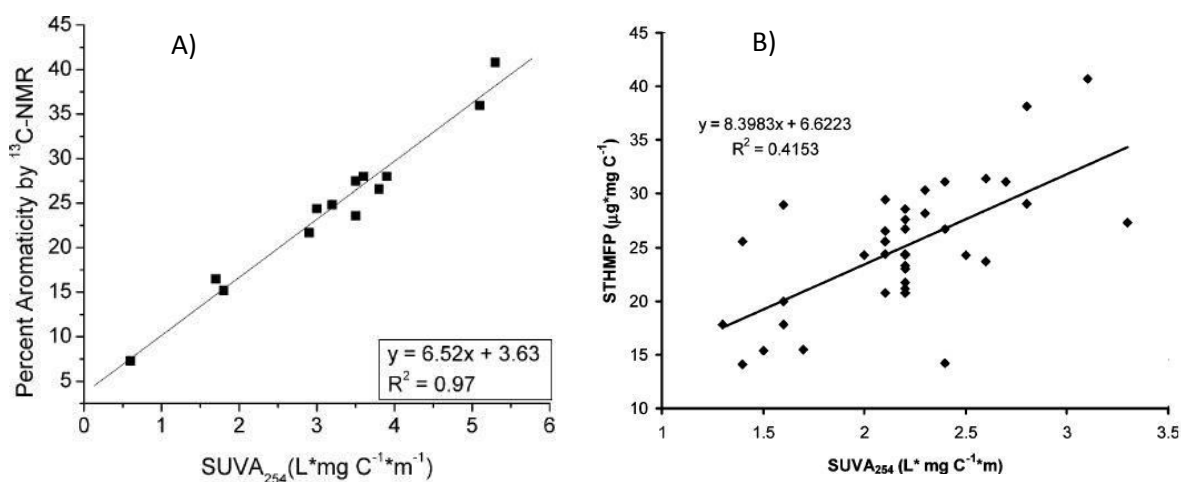 A)
Percent Aromaticity by ¹³C-NMR
45
40
35
30
25
20
15
10
5
y = 6.52x + 3.63
R² = 0.97
0 1 2 3 4 5 6
SUVA₂₅₄(L*mg C⁻¹*m⁻¹)
B)
STHMFP (µg*mg C⁻¹)
45
40
35
30
25
20
15
10
y = 8.3983x + 6.6223
R² = 0.4153
1 1.5 2 2.5 3 3.5
SUVA₂₅₄ (L* mg C⁻¹*m)